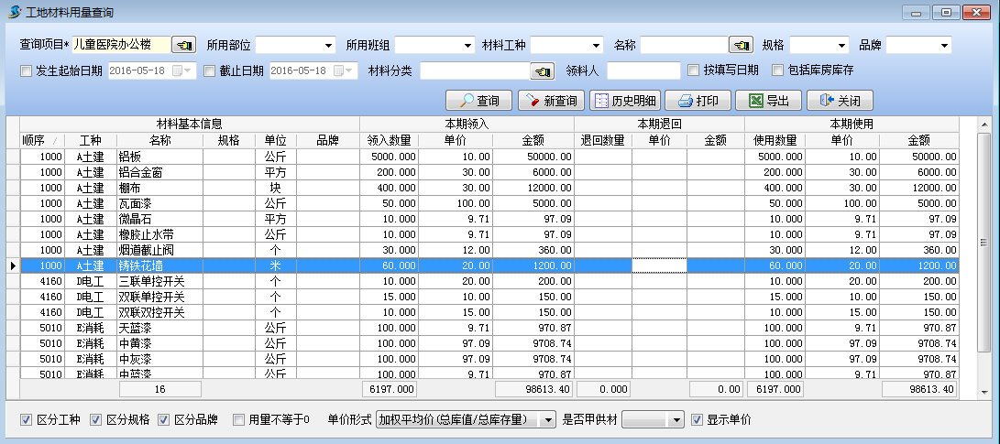 工地材料用量查询
查询项目* 儿童医院办公楼 所用部位 所用班组 材料工种 名称 规格 品牌
发生起始日期 2016-05-18 截止日期 2016-05-18 材料分类 领料人 按填写日期 包括库房库存
查询 新查询 历史明细 打印 导出 关闭
材料基本信息 本期领入 本期退回 本期使用
顺序 工种 名称 规格 单位 品牌 领入数量 单价 金额 退回数量 单价 金额 使用数量 单价 金额
1000 A土建 铝板 公斤 5000.000 10.00 50000.00 5000.000 10.00 50000.00
1000 A土建 铝合金窗 平方 200.000 30.00 6000.00 200.000 30.00 6000.00
1000 A土建 棚布 块 400.000 30.00 12000.00 400.000 30.00 12000.00
1000 A土建 瓦面漆 公斤 50.000 100.00 5000.00 50.000 100.00 5000.00
1000 A土建 微晶石 平方 10.000 9.71 97.09 10.000 9.71 97.09
1000 A土建 橡胶止水带 公斤 10.000 9.71 97.09 10.000 9.71 97.09
1000 A土建 烟道截止阀 个 30.000 12.00 360.00 30.000 12.00 360.00
1000 A土建 铸铁花墙 米 60.000 20.00 1200.00 60.000 20.00 1200.00
4160 D电工 三联单控开关 个 10.000 20.00 200.00 10.000 20.00 200.00
4160 D电工 双联单控开关 个 15.000 10.00 150.00 15.000 10.00 150.00
4160 D电工 双联双控开关 个 10.000 15.00 150.00 10.000 15.00 150.00
5010 E消耗 天蓝漆 公斤 100.000 9.71 970.87 100.000 9.71 970.87
5010 E消耗 中黄漆 公斤 100.000 97.09 9708.74 100.000 97.09 9708.74
5010 E消耗 中灰漆 公斤 100.000 97.09 9708.74 100.000 97.09 9708.74
5010 E消耗 中蓝漆 公斤 100.000 9.71 970.87 100.000 9.71 970.87
16 6197.000 98613.40 0.000 0.00 6197.000 98613.40
区分工种 区分规格 区分品牌 用量不等于0 单价形式 加权平均价(总库值/总库存量) 是否甲供材 显示单价